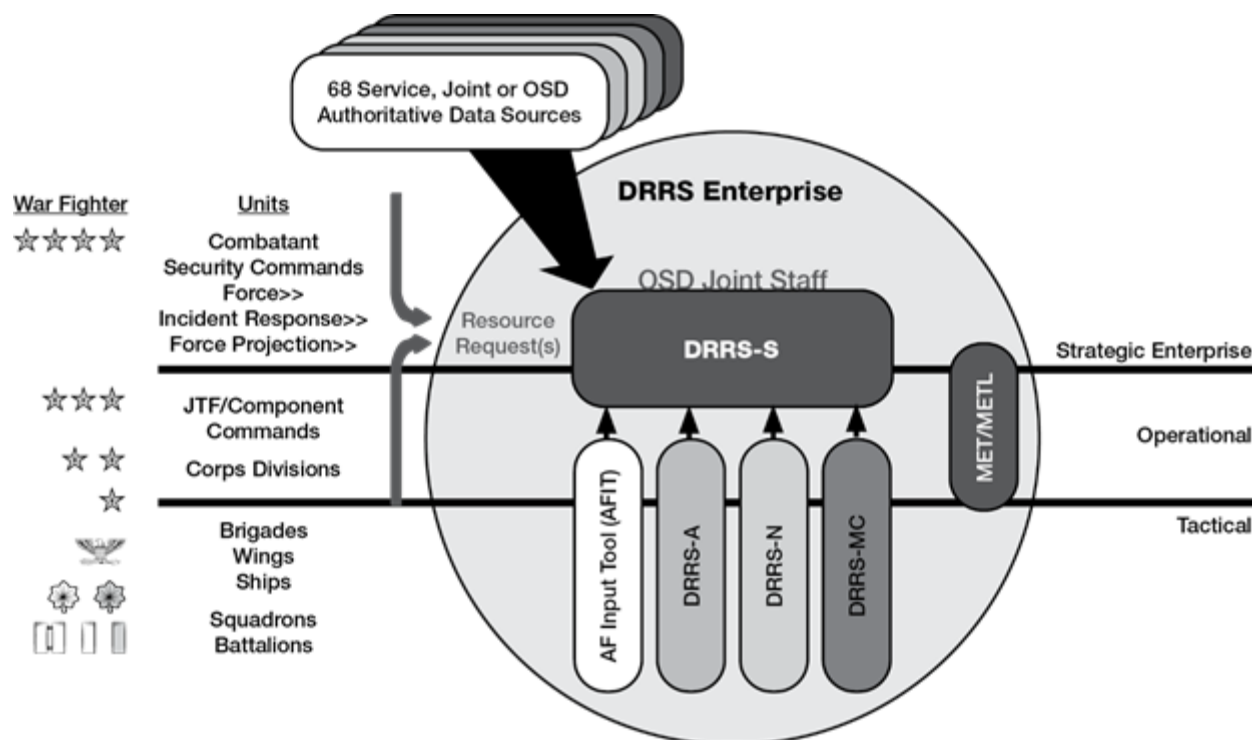 68 Service, Joint or OSD
Authoritative Data Sources
DRRS Enterprise
War Fighter
Units
Combatant
Security Commands
Force>>
Incident Response>>
Force Projection>>
OSD Joint Staff
Resource
Request(s)
DRRS-S
Strategic Enterprise
JTF/Component
Commands
Corps Divisions
MET/METL
Operational
Brigades
Wings
Ships
Squadrons
Battalions
AF Input Tool (AFIT)
DRRS-A
DRRS-N
DRRS-MC
Tactical